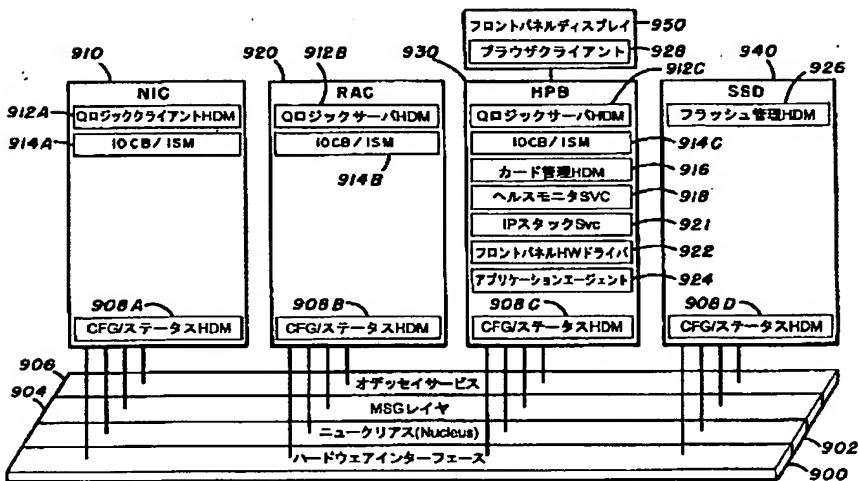 フロントパネルディスプレイ
950
ブラウザクライアント
928
910
920
912B
930
912C
940
926
NIC
RAC
HPB
SSD
912A
QロジッククライアントHDM
QロジックサーバHDM
QロジックサーバHDM
フラッシュ管理HDM
914A
IOCB/ISM
IOCB/ISM
IOCB/ISM
914C
914B
カード管理HDM
916
ヘルスモニタSVC
918
IPスタックSvc
921
フロントパネルHWドライバ
922
アプリケーションエージェント
924
908A
908B
908C
908D
CFG/ステータスHDM
CFG/ステータスHDM
CFG/ステータスHDM
CFG/ステータスHDM
906
オデッセイサービス
904
MSGレイヤ
ニュークリアス(Nucleus)
902
ハードウェアインターフェース
900